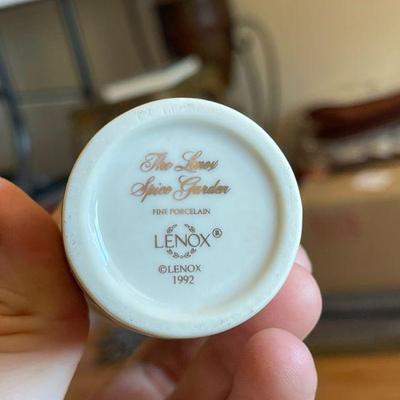 The Lenox
Spice Garden
FINE PORCELAIN
LENOX®
©LENOX
1992